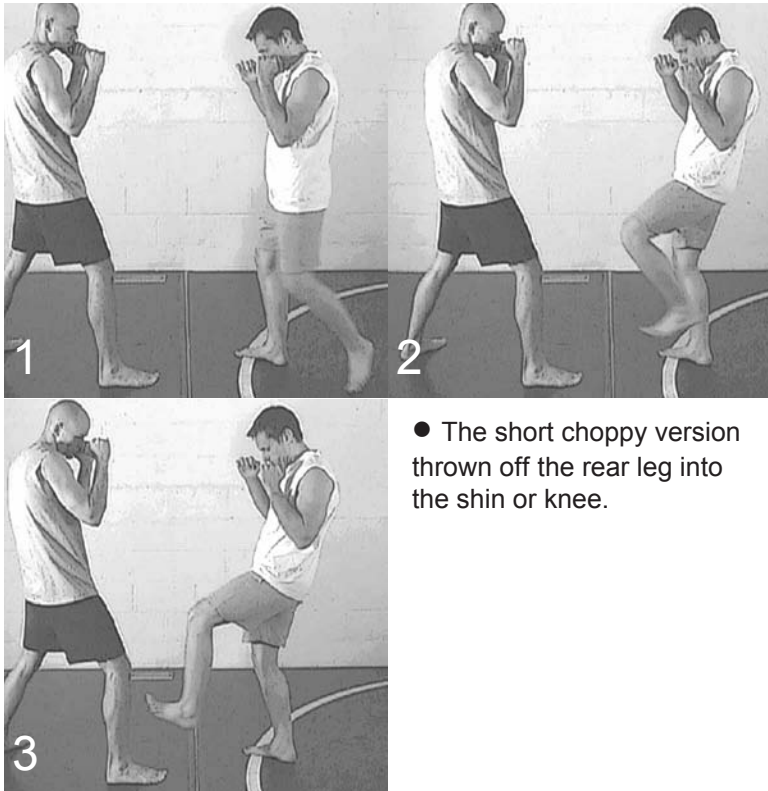 1
2
● The short choppy version
thrown off the rear leg into
the shin or knee.
3